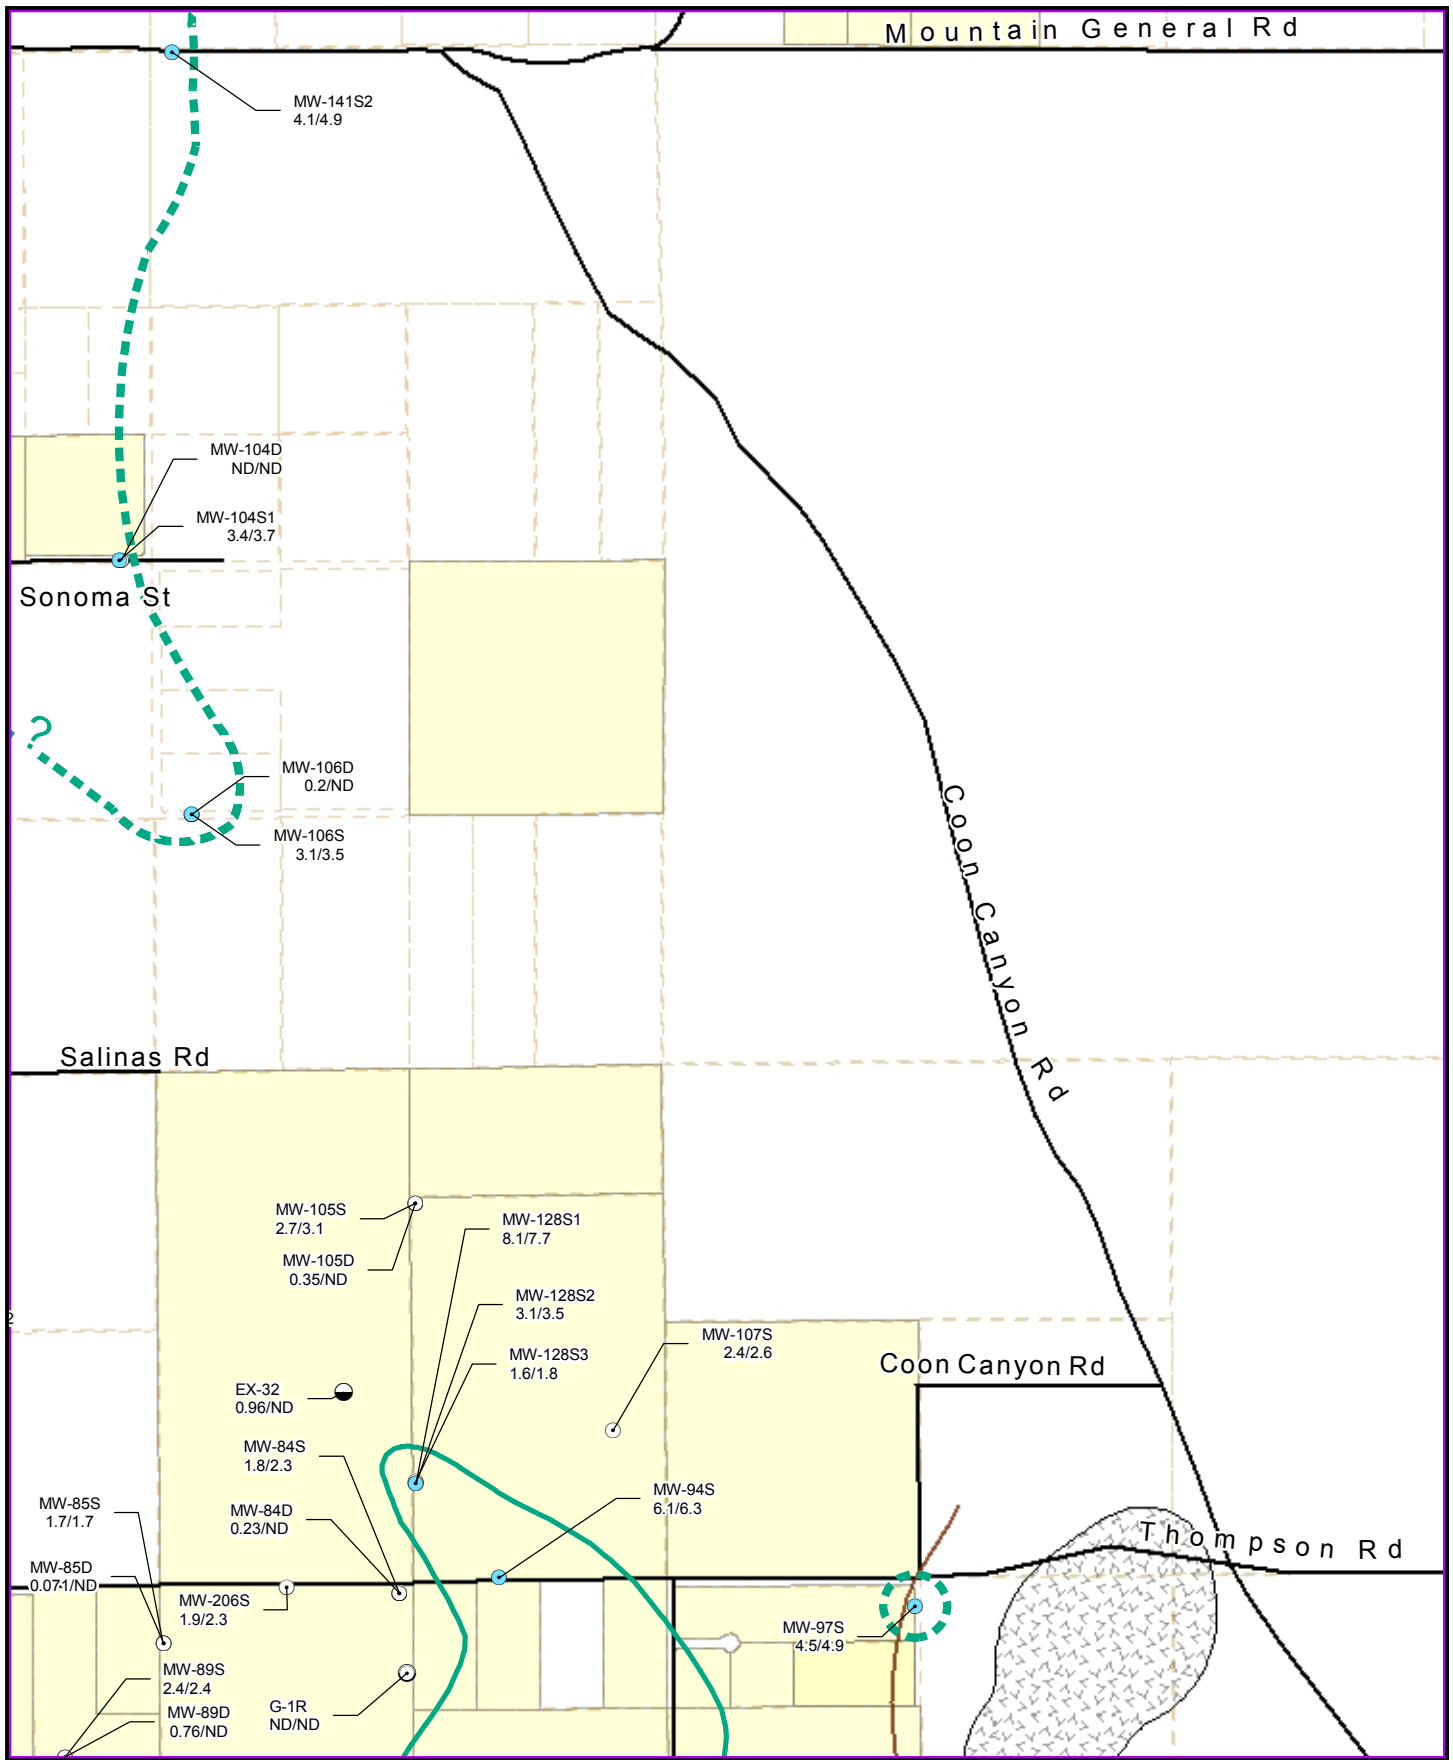 Mountain General Rd
MW-141S2
4.1/4.9
MW-104D
ND/ND
MW-104S1
3.4/3.7
Sonoma St
?
MW-106D
0.2/ND
MW-106S
3.1/3.5
Coon Canyon Rd
Salinas Rd
MW-105S
2.7/3.1
MW-105D
0.35/ND
MW-128S1
8.1/7.7
MW-128S2
3.1/3.5
MW-128S3
1.6/1.8
MW-107S
2.4/2.6
Coon Canyon Rd
EX-32
0.96/ND
MW-84S
1.8/2.3
MW-94S
6.1/6.3
MW-85S
1.7/1.7
MW-84D
0.23/ND
Thompson Rd
MW-85D
0.071/ND
MW-206S
1.9/2.3
MW-97S
4.5/4.9
MW-89S
2.4/2.4
MW-89D
0.76/ND
G-1R
ND/ND